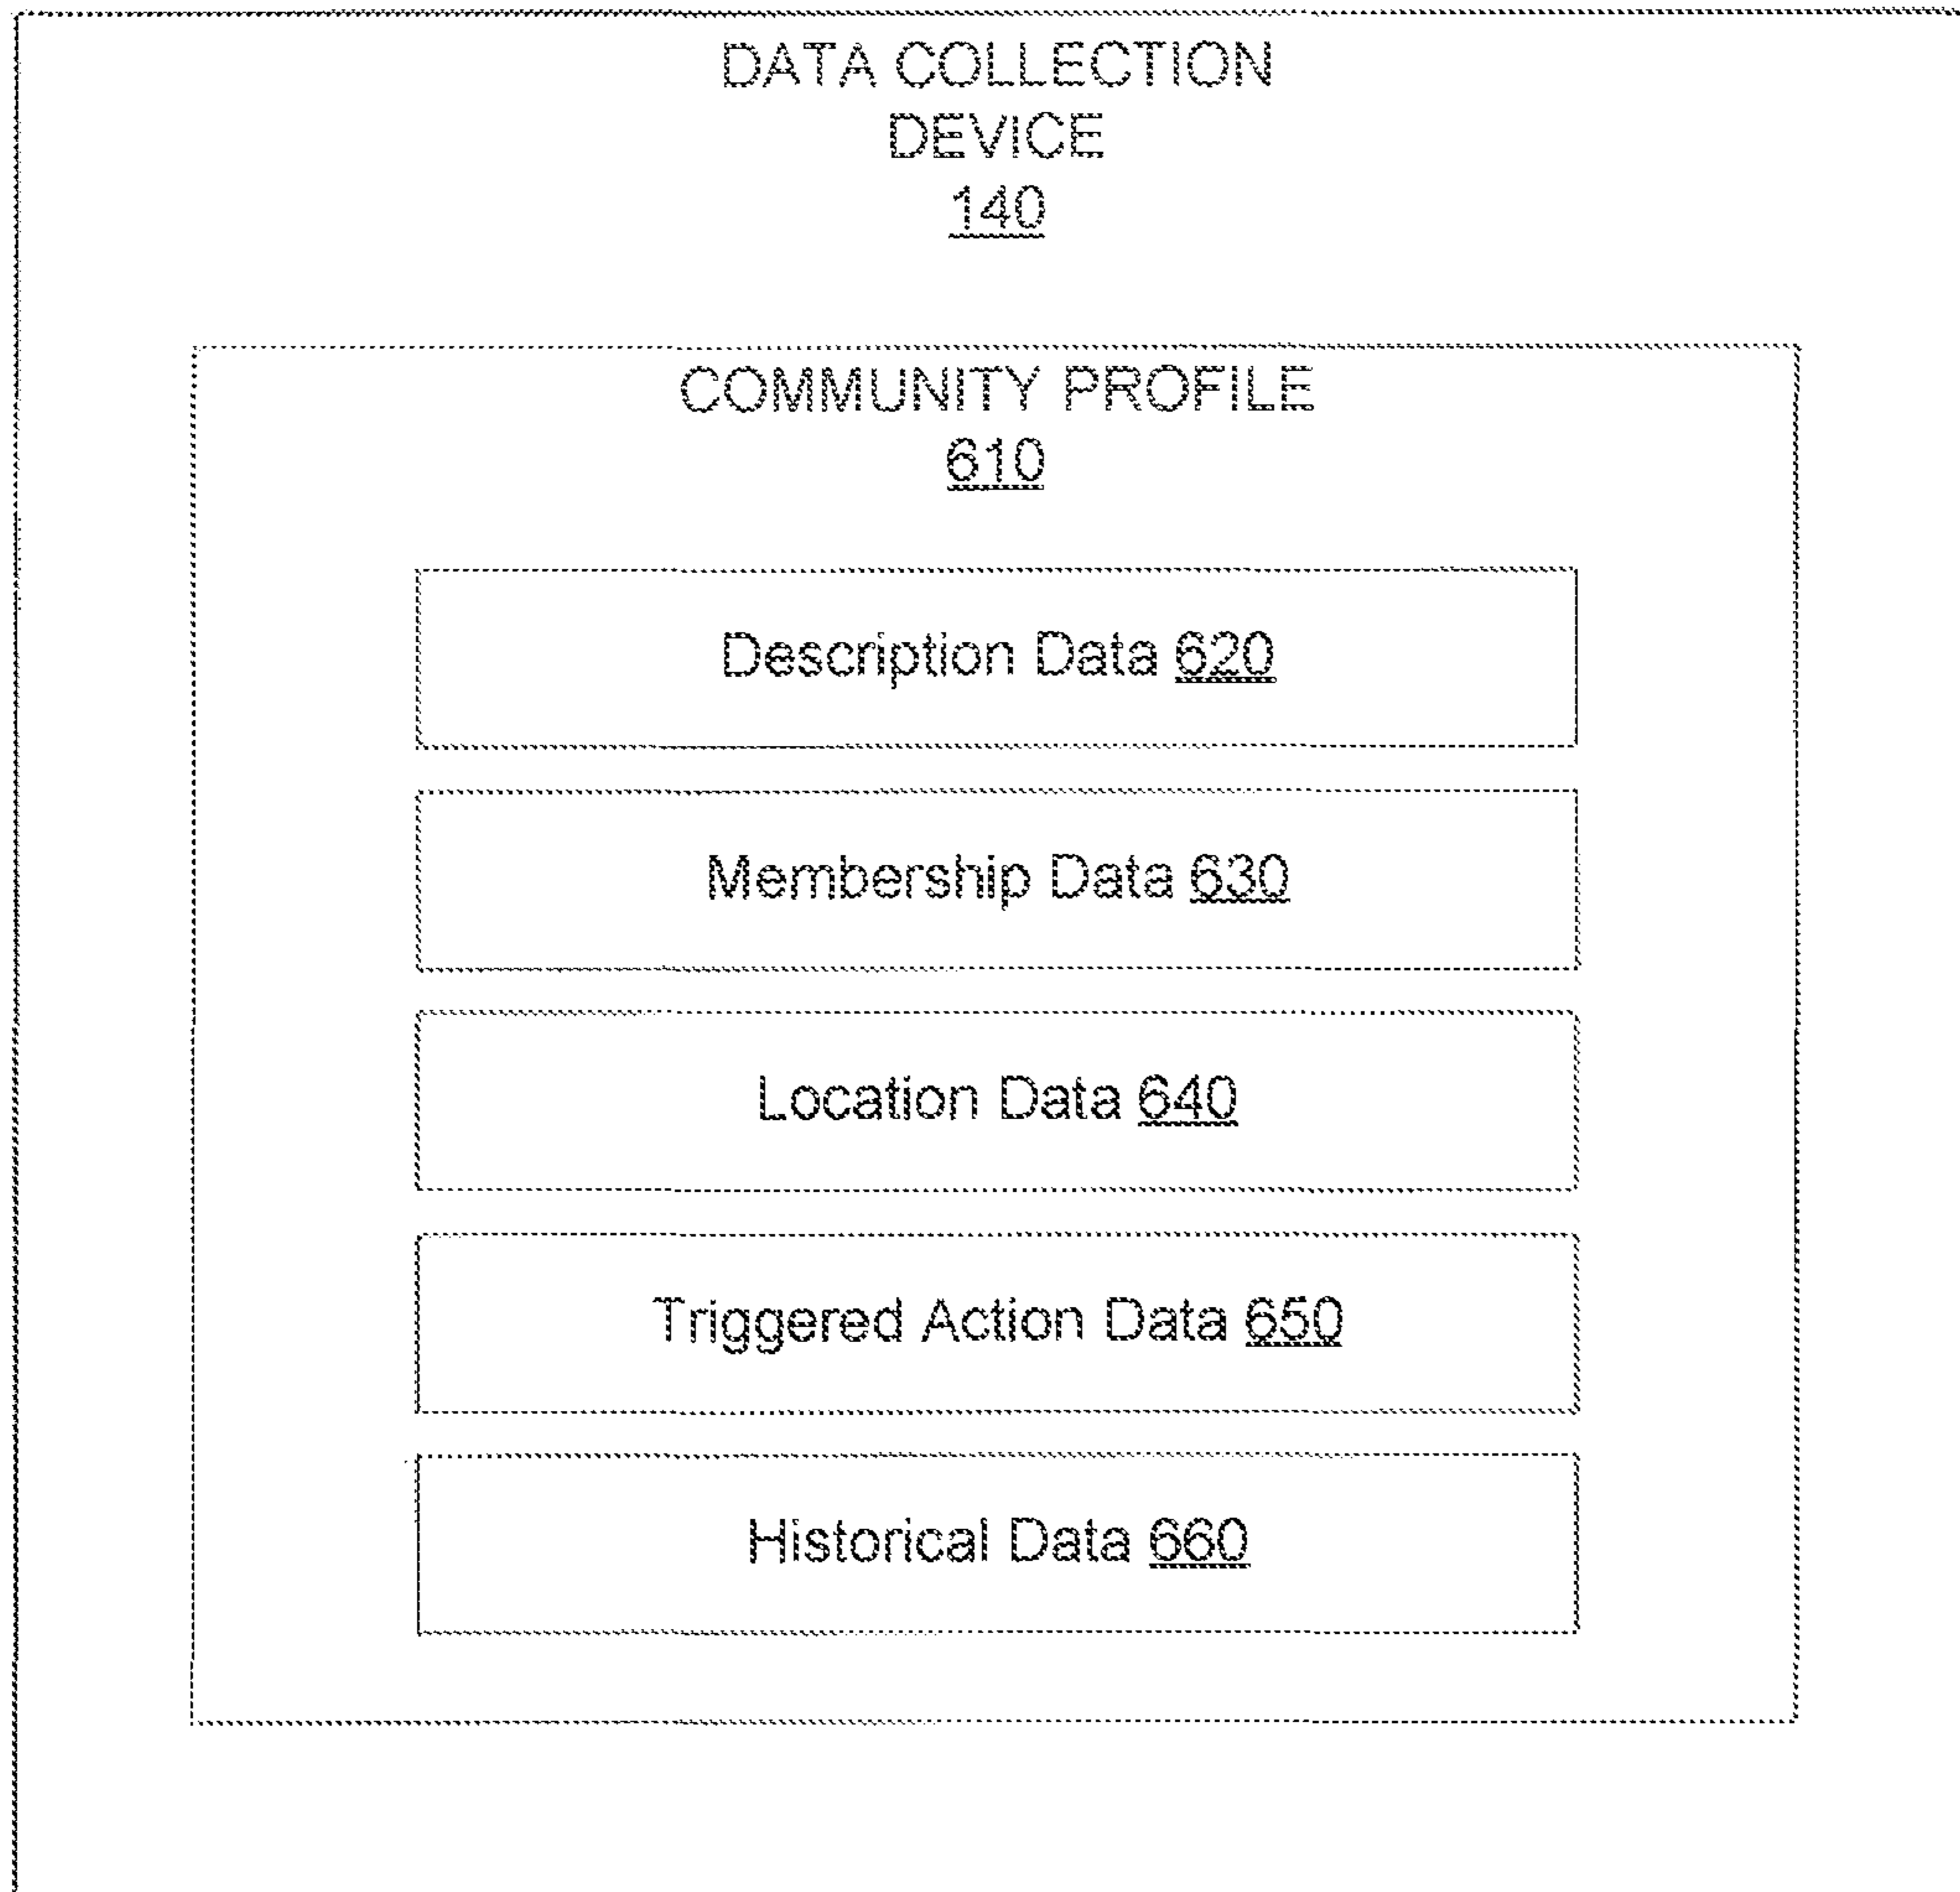 DATA COLLECTION
DEVICE
140
COMMUNITY PROFILE
610
Description Data 620
Membership Data 630
Location Data 640
Triggered Action Data 650
Historical Data 660